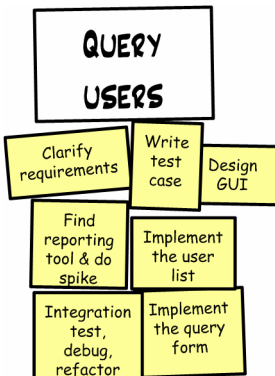 QUERY
USERS
Clarify
requirements
Write
test
case
Design
GUI
Find
reporting
tool & do
spike
Implement
the user
list
Integration
test,
debug,
refactor
Implement
the query
form